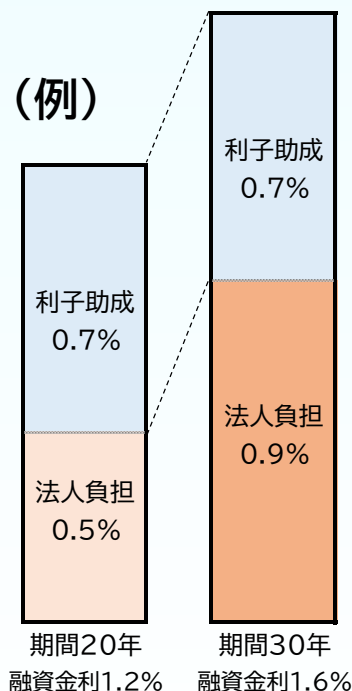 (例)
利子助成
0.7%
法人負担
0.5%
期間20年
融資金利1.2%
利子助成
0.7%
法人負担
0.9%
期間30年
融資金利1.6%